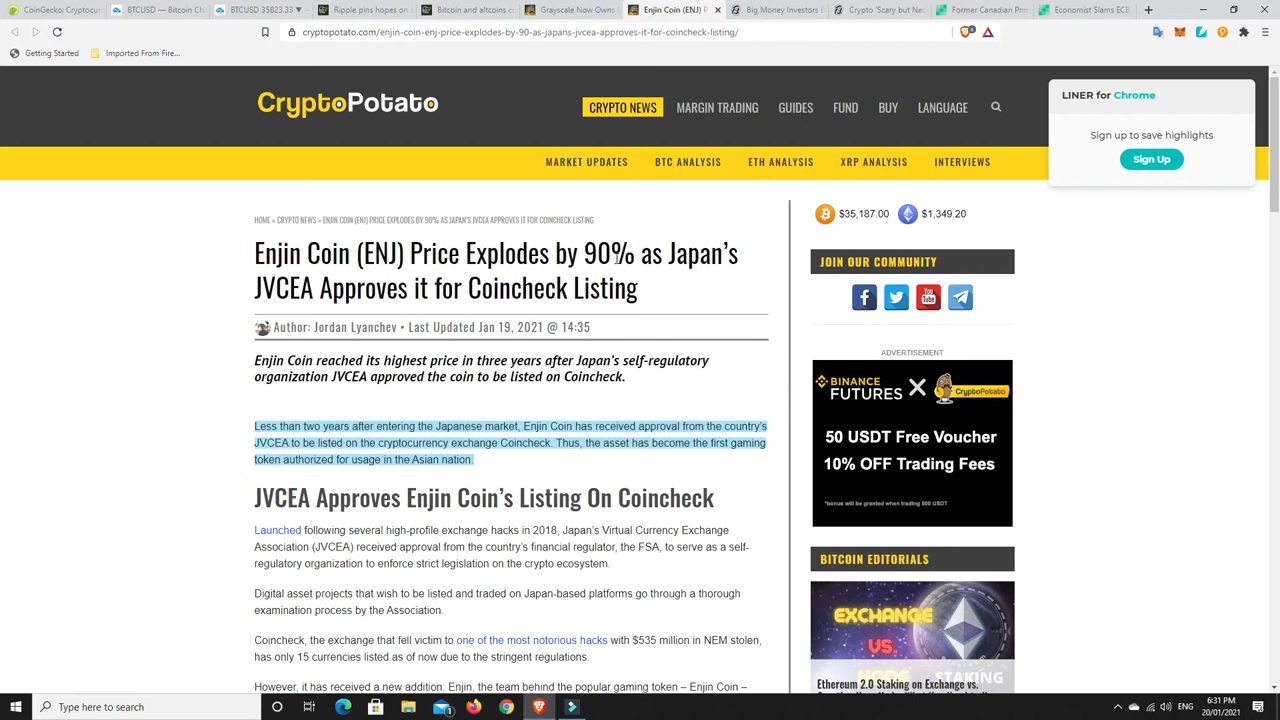 CoinGecko: Cryptocur
BTCUSD — Bitcoin Ch
BTCUSD 35823.33
Ripple pins hopes on
Bitcoin and altcoins c
Grayscale Now Owns
Enjin Coin (ENJ) P
Big Money Investors B
Crypto 'Scary but Nec
Former Canadian Prim
Economist Slams ECB
cryptopotato.com/enjin-coin-enj-price-explodes-by-90-as-japans-jvcea-approves-it-for-coincheck-listing/
Getting Started
Imported From Fire...
CryptoPotato
CRYPTO NEWS MARGIN TRADING GUIDES FUND BUY LANGUAGE
LINER for Chrome
Sign up to save highlights
Sign Up
MARKET UPDATES BTC ANALYSIS ETH ANALYSIS XRP ANALYSIS INTERVIEWS
HOME » CRYPTO NEWS » ENJIN COIN (ENJ) PRICE EXPLODES BY 90% AS JAPAN'S JVCEA APPROVES IT FOR COINCHECK LISTING
Enjin Coin (ENJ) Price Explodes by 90% as Japan's
JVCEA Approves it for Coincheck Listing
Author: Jordan Lyanchev • Last Updated Jan 19, 2021 @ 14:35
Enjin Coin reached its highest price in three years after Japan's self-regulatory
organization JVCEA approved the coin to be listed on Coincheck.
Less than two years after entering the Japanese market, Enjin Coin has received approval from the country's
JVCEA to be listed on the cryptocurrency exchange Coincheck. Thus, the asset has become the first gaming
token authorized for usage in the Asian nation.
JVCEA Approves Enjin Coin's Listing On Coincheck
Launched following several high-profile exchange hacks in 2018, Japan's Virtual Currency Exchange
Association (JVCEA) received approval from the country's financial regulator, the FSA, to serve as a self-
regulatory organization to enforce strict legislation on the crypto ecosystem.
Digital asset projects that wish to be listed and traded on Japan-based platforms go through a thorough
examination process by the Association.
Coincheck, the exchange that fell victim to one of the most notorious hacks with $535 million in NEM stolen,
has only 15 currencies listed as of now due to the stringent regulations.
However, it has received a new addition. Enjin, the team behind the popular gaming token – Enjin Coin –
$35,187.00 $1,349.20
JOIN OUR COMMUNITY
You Tube
ADVERTISEMENT
BINANCE FUTURES X CryptoPotato
50 USDT Free Voucher
10% OFF Trading Fees
*bonus will be granted when trading 500 USDT
BITCOIN EDITORIALS
EXCHANGE
VS.
STAKING
Ethereum 2.0 Staking on Exchange vs.
Type here to search
ENG
6:31 PM
20/01/2021